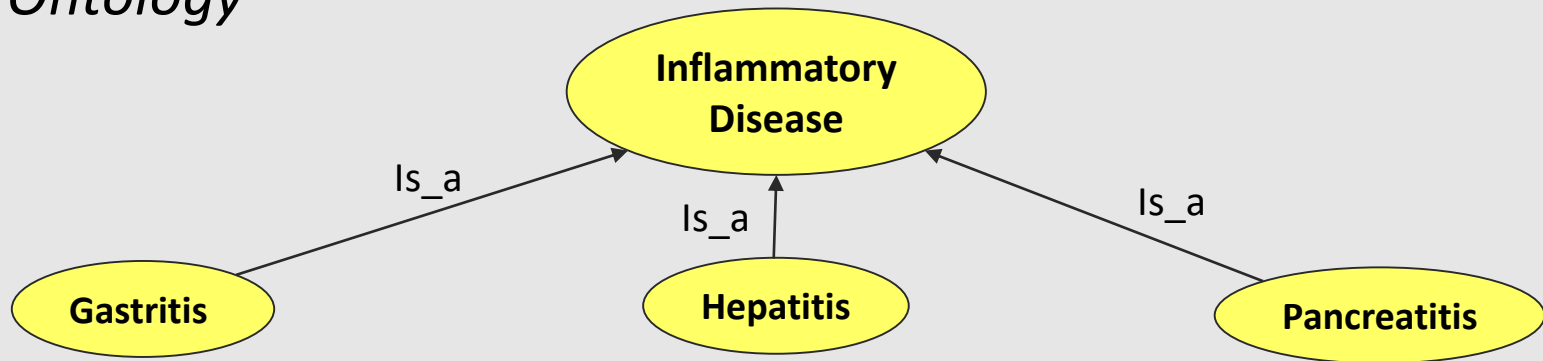 Ontology
Inflammatory
Disease
Is_a
Is_a
Is_a
Gastritis
Hepatitis
Pancreatitis